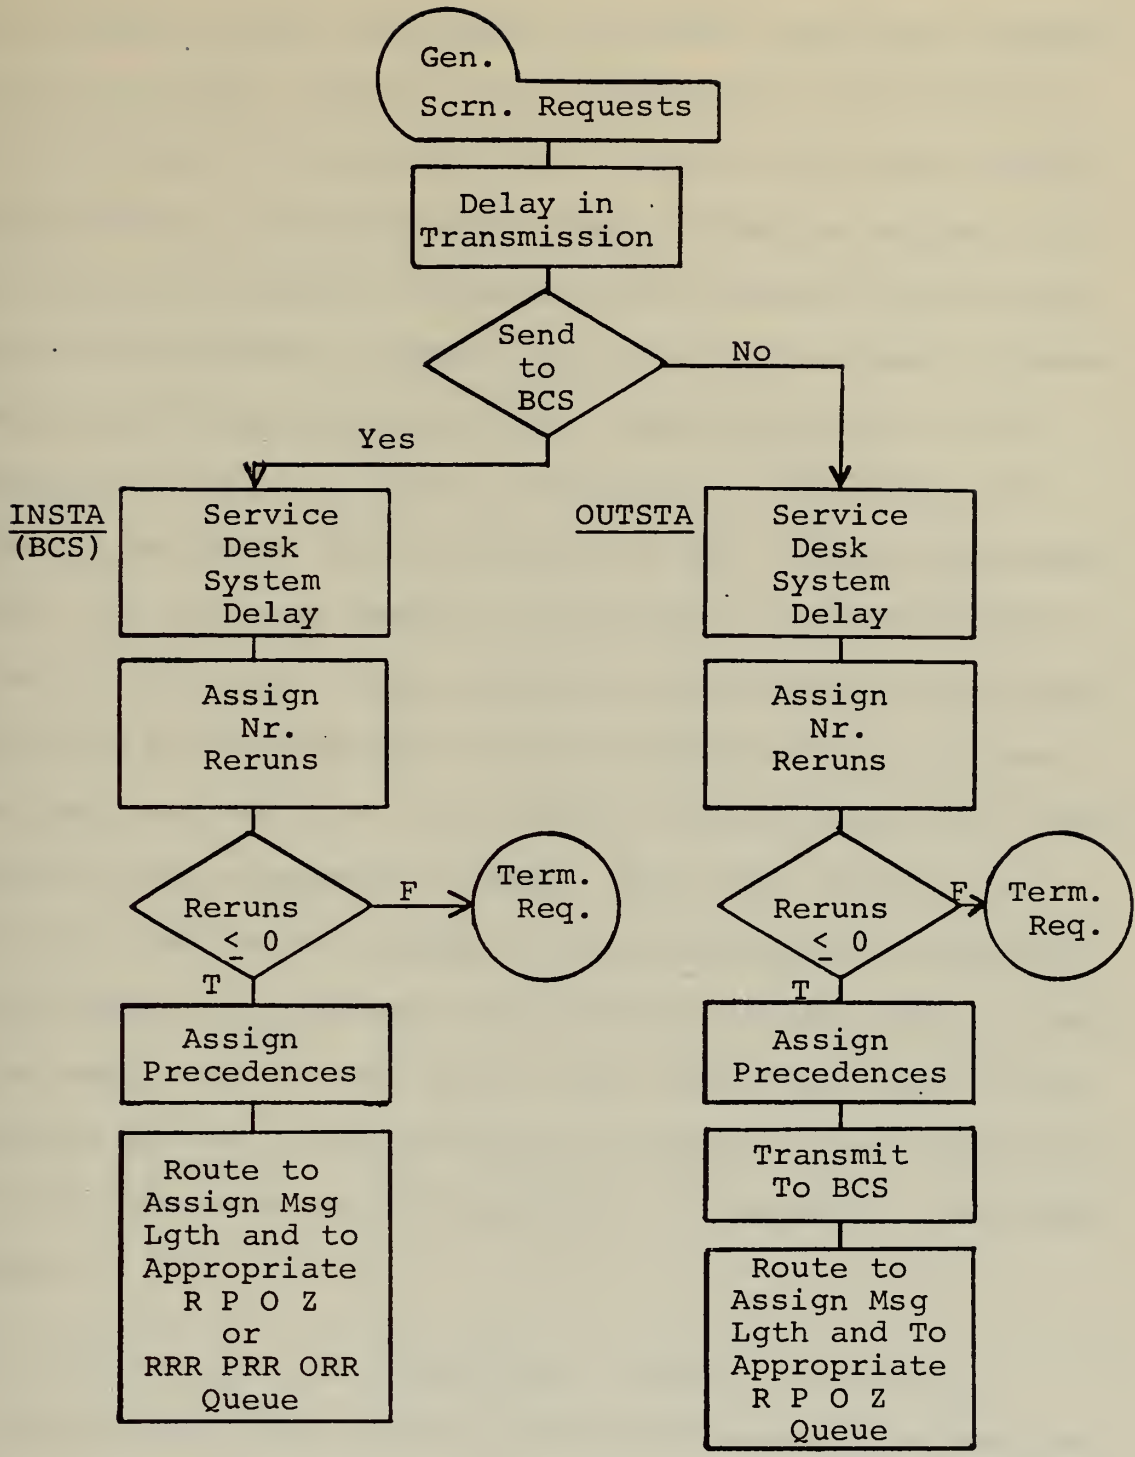 Gen.
Scrn. Requests
Delay in
Transmission
Send
to
BCS
No
Yes
INSTA
(BCS)
Service
Desk
System
Delay
OUTSTA
Service
Desk
System
Delay
Assign
Nr.
Reruns
Assign
Nr.
Reruns
Reruns
≤ 0
F
Term.
Req.
T
Reruns
≤ 0
F
Term.
Req.
T
Assign
Precedences
Route to
Assign Msg
Lgth and to
Appropriate
R P O Z
or
RRR PRR ORR
Queue
Assign
Precedences
Transmit
To BCS
Route to
Assign Msg
Lgth and To
Appropriate
R P O Z
Queue